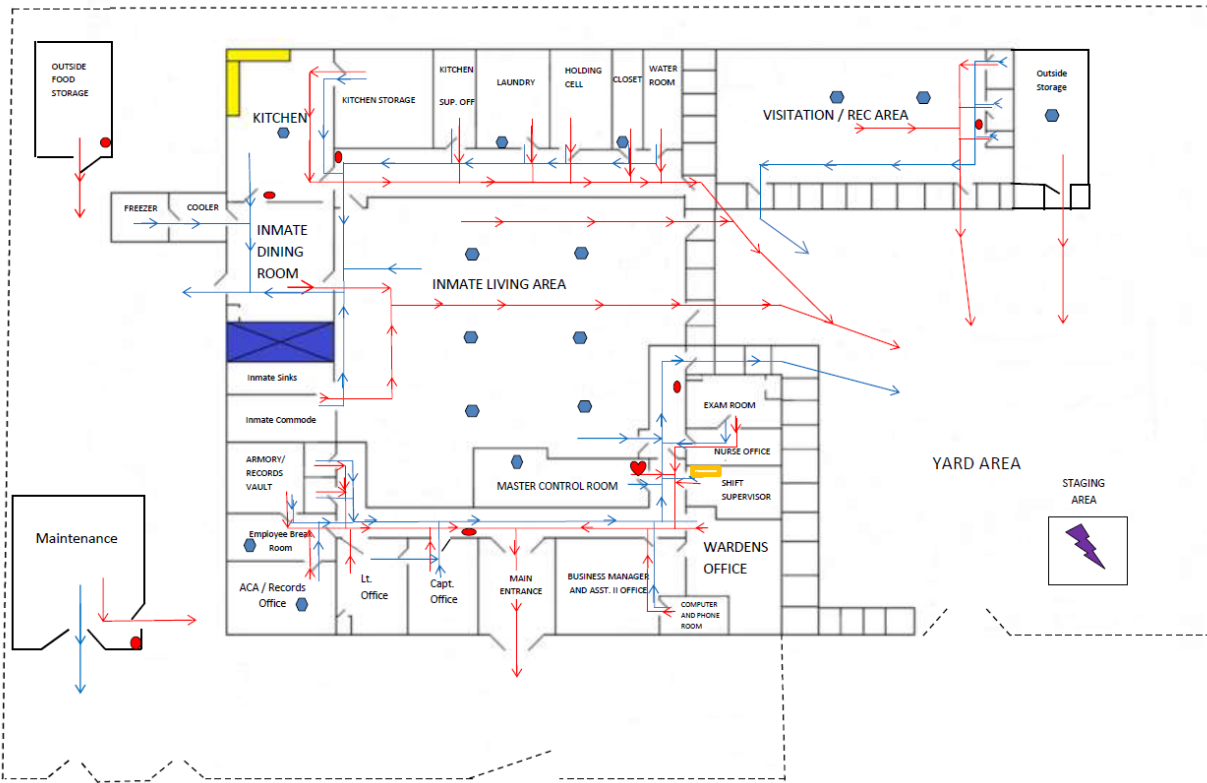 OUTSIDE
FOOD
STORAGE
KITCHEN
KITCHEN STORAGE
KITCHEN
SUP. OFF
LAUNDRY
HOLDING
CELL
CLOSET
WATER
ROOM
VISITATION / REC AREA
Outside
Storage
FREEZER
COOLER
INMATE
DINING
ROOM
INMATE LIVING AREA
Inmate Sinks
Inmate Commode
EXAM ROOM
NURSE OFFICE
ARMORY/
RECORDS
VAULT
MASTER CONTROL ROOM
SHIFT
SUPERVISOR
YARD AREA
STAGING
AREA
Maintenance
Employee Break
Room
WARDENS
OFFICE
ACA / Records
Office
Lt.
Office
Capt.
Office
MAIN
ENTRANCE
BUSINESS MANAGER
AND ASST. II OFFICE
COMPUTER
AND PHONE
ROOM